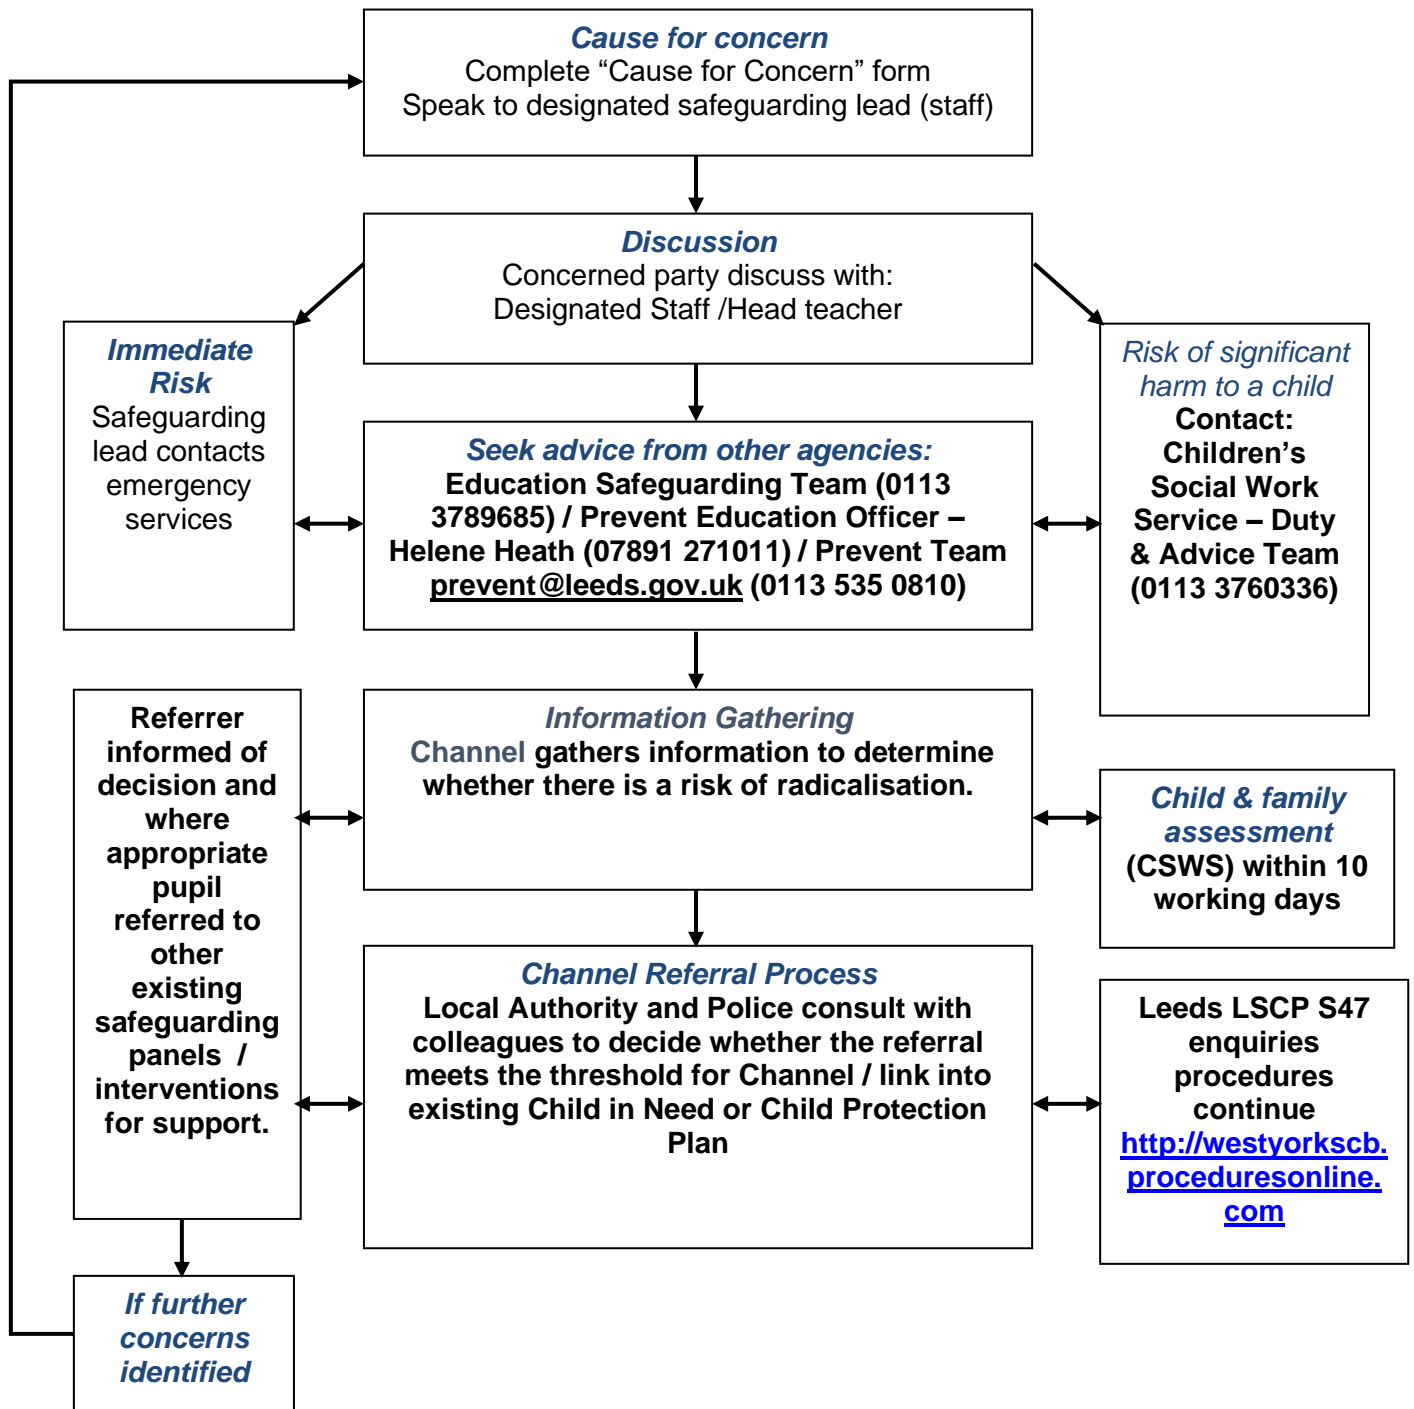 Cause for concern
Complete “Cause for Concern” form
Speak to designated safeguarding lead (staff)
Discussion
Concerned party discuss with:
Designated Staff /Head teacher
Immediate
Risk
Safeguarding
lead contacts
emergency
services
Seek advice from other agencies:
Education Safeguarding Team (0113
3789685) / Prevent Education Officer –
Helene Heath (07891 271011) / Prevent Team
prevent@leeds.gov.uk (0113 535 0810)
Risk of significant
harm to a child
Contact:
Children’s
Social Work
Service – Duty
& Advice Team
(0113 3760336)
Referrer
informed of
decision and
where
appropriate
pupil
referred to
other
existing
safeguarding
panels /
interventions
for support.
Information Gathering
Channel gathers information to determine
whether there is a risk of radicalisation.
Child & family
assessment
(CSWS) within 10
working days
Channel Referral Process
Local Authority and Police consult with
colleagues to decide whether the referral
meets the threshold for Channel / link into
existing Child in Need or Child Protection
Plan
Leeds LSCP S47
enquiries
procedures
continue
http://westyorkscb.
proceduresonline.
com
If further
concerns
identified